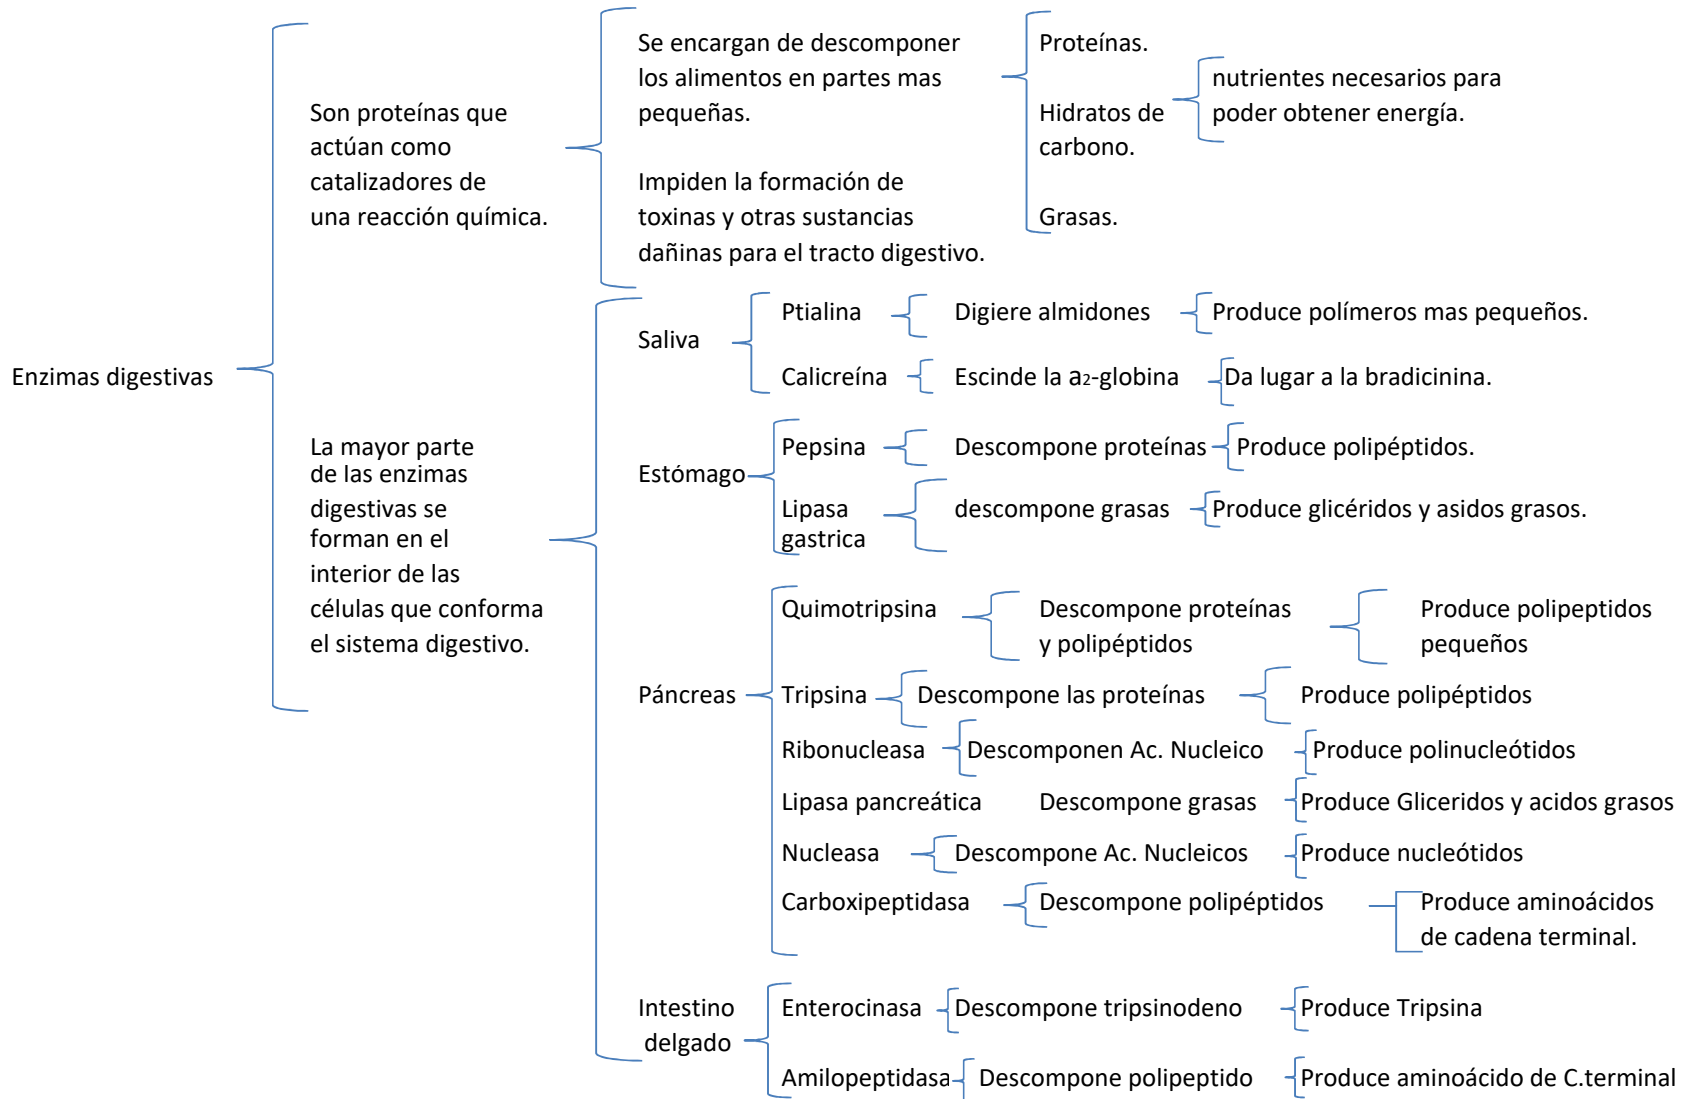 Enzimas digestivas
Son proteínas que
actúan como
catalizadores de
una reacción química.
Se encargan de descomponer
los alimentos en partes mas
pequeñas.
Impiden la formación de
toxinas y otras sustancias
dañinas para el tracto digestivo.
Proteínas.
Hidratos de
carbono.
Grasas.
nutrientes necesarios para
poder obtener energía.
La mayor parte
de las enzimas
digestivas se
forman en el
interior de las
células que conforma
el sistema digestivo.
Saliva
Ptialina
Digiere almidones
Produce polímeros mas pequeños.
Calicreína
Escinde la a2-globina
Da lugar a la bradicinina.
Estómago
Pepsina
Descompone proteínas
Produce polipéptidos.
Lipasa
gastrica
descompone grasas
Produce glicéridos y asidos grasos.
Páncreas
Quimotripsina
Descompone proteínas
y polipéptidos
Produce polipeptidos
pequeños
Tripsina
Descompone las proteínas
Produce polipéptidos
Ribonucleasa
Descomponen Ac. Nucleico
Produce polinucleótidos
Lipasa pancreática
Descompone grasas
Produce Gliceridos y acidos grasos
Nucleasa
Descompone Ac. Nucleicos
Produce nucleótidos
Carboxipeptidasa
Descompone polipéptidos
Produce aminoácidos
de cadena terminal.
Intestino
delgado
Enterocinasa
Descompone tripsinodeno
Produce Tripsina
Amilopeptidasa
Descompone polipeptido
Produce aminoácido de C.terminal